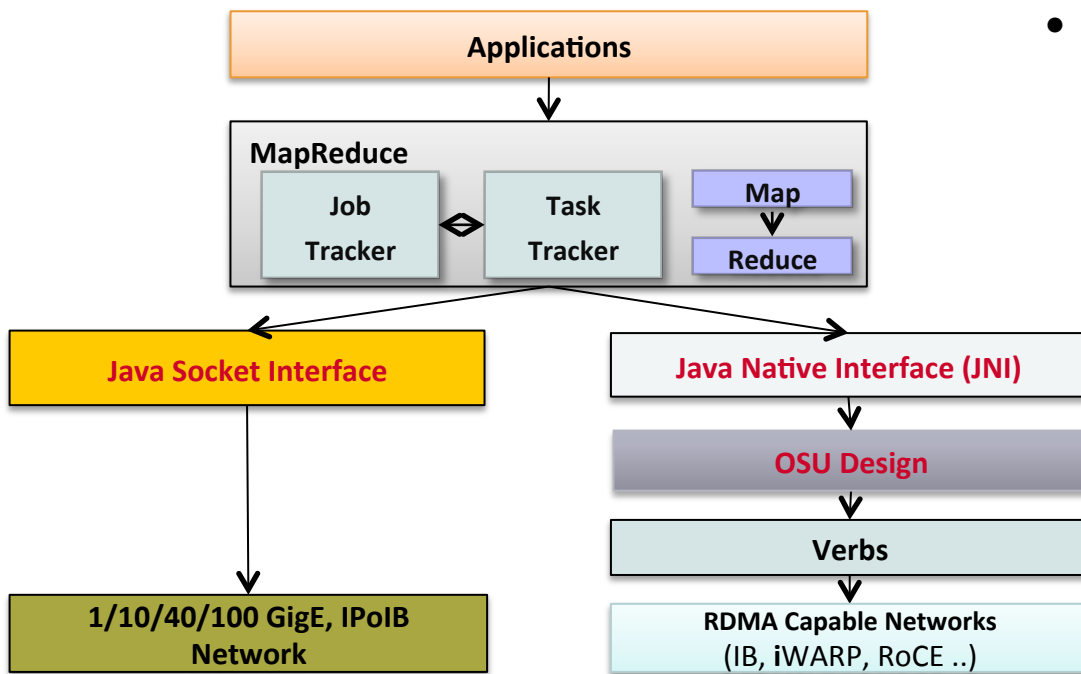 •
Applications
MapReduce
Job
Tracker
Task
Tracker
Map
Reduce
Java Socket Interface
Java Native Interface (JNI)
OSU Design
Verbs
1/10/40/100 GigE, IPoIB
Network
RDMA Capable Networks
(IB, iWARP, RoCE ..)